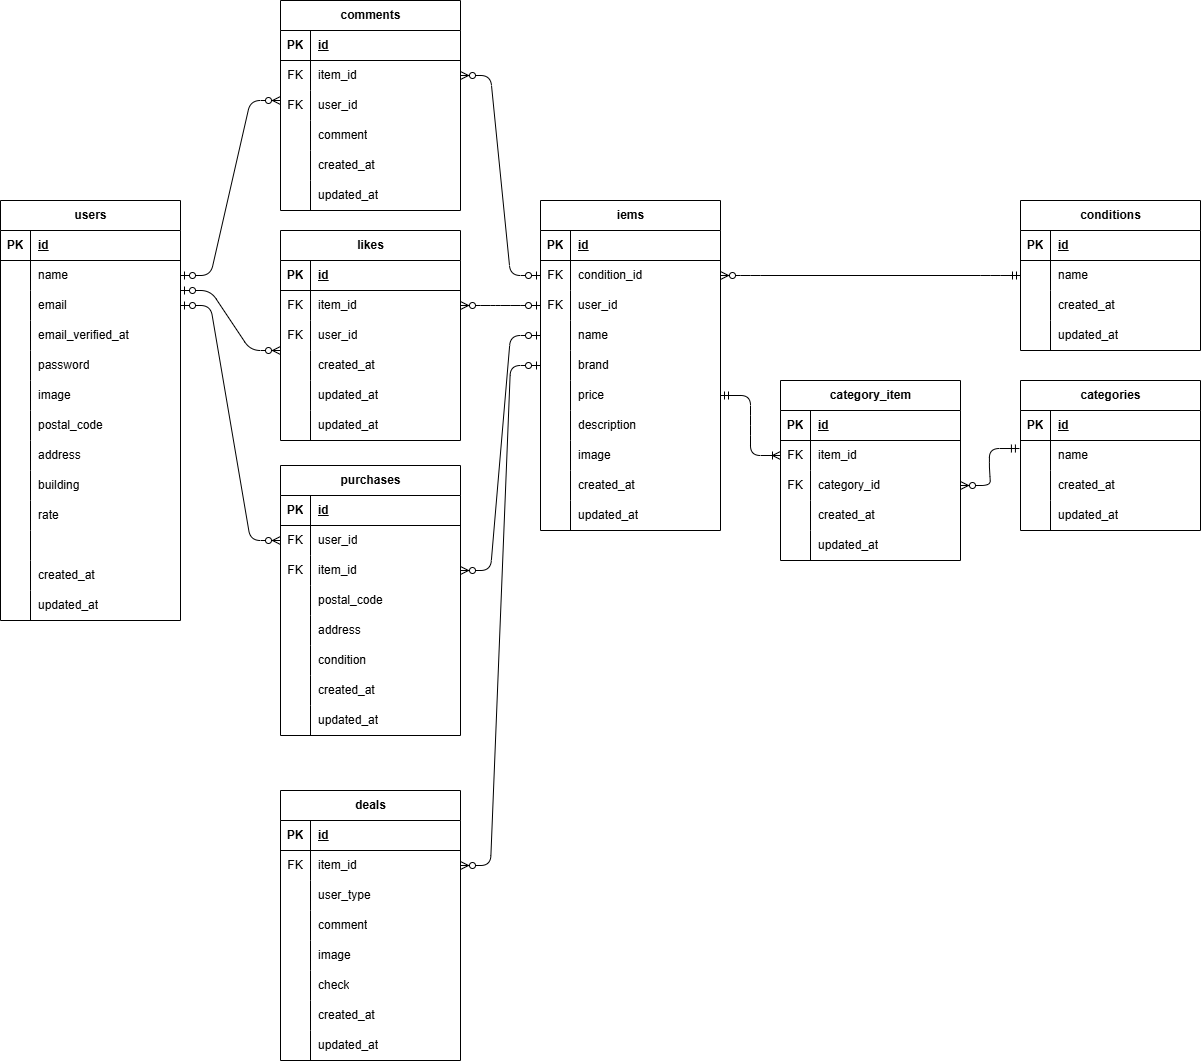 comments
PK id
FK item_id
FK user_id
comment
created_at
updated_at
users
PK id
name
email
email_verified_at
password
image
postal_code
address
building
rate
created_at
updated_at
likes
PK id
FK item_id
FK user_id
created_at
updated_at
updated_at
purchases
PK id
FK user_id
FK item_id
postal_code
address
condition
created_at
updated_at
deals
PK id
FK item_id
user_type
comment
image
check
created_at
updated_at
iems
PK id
FK condition_id
FK user_id
name
brand
price
description
image
created_at
updated_at
category_item
PK id
FK item_id
FK category_id
created_at
updated_at
conditions
PK id
name
created_at
updated_at
categories
PK id
name
created_at
updated_at